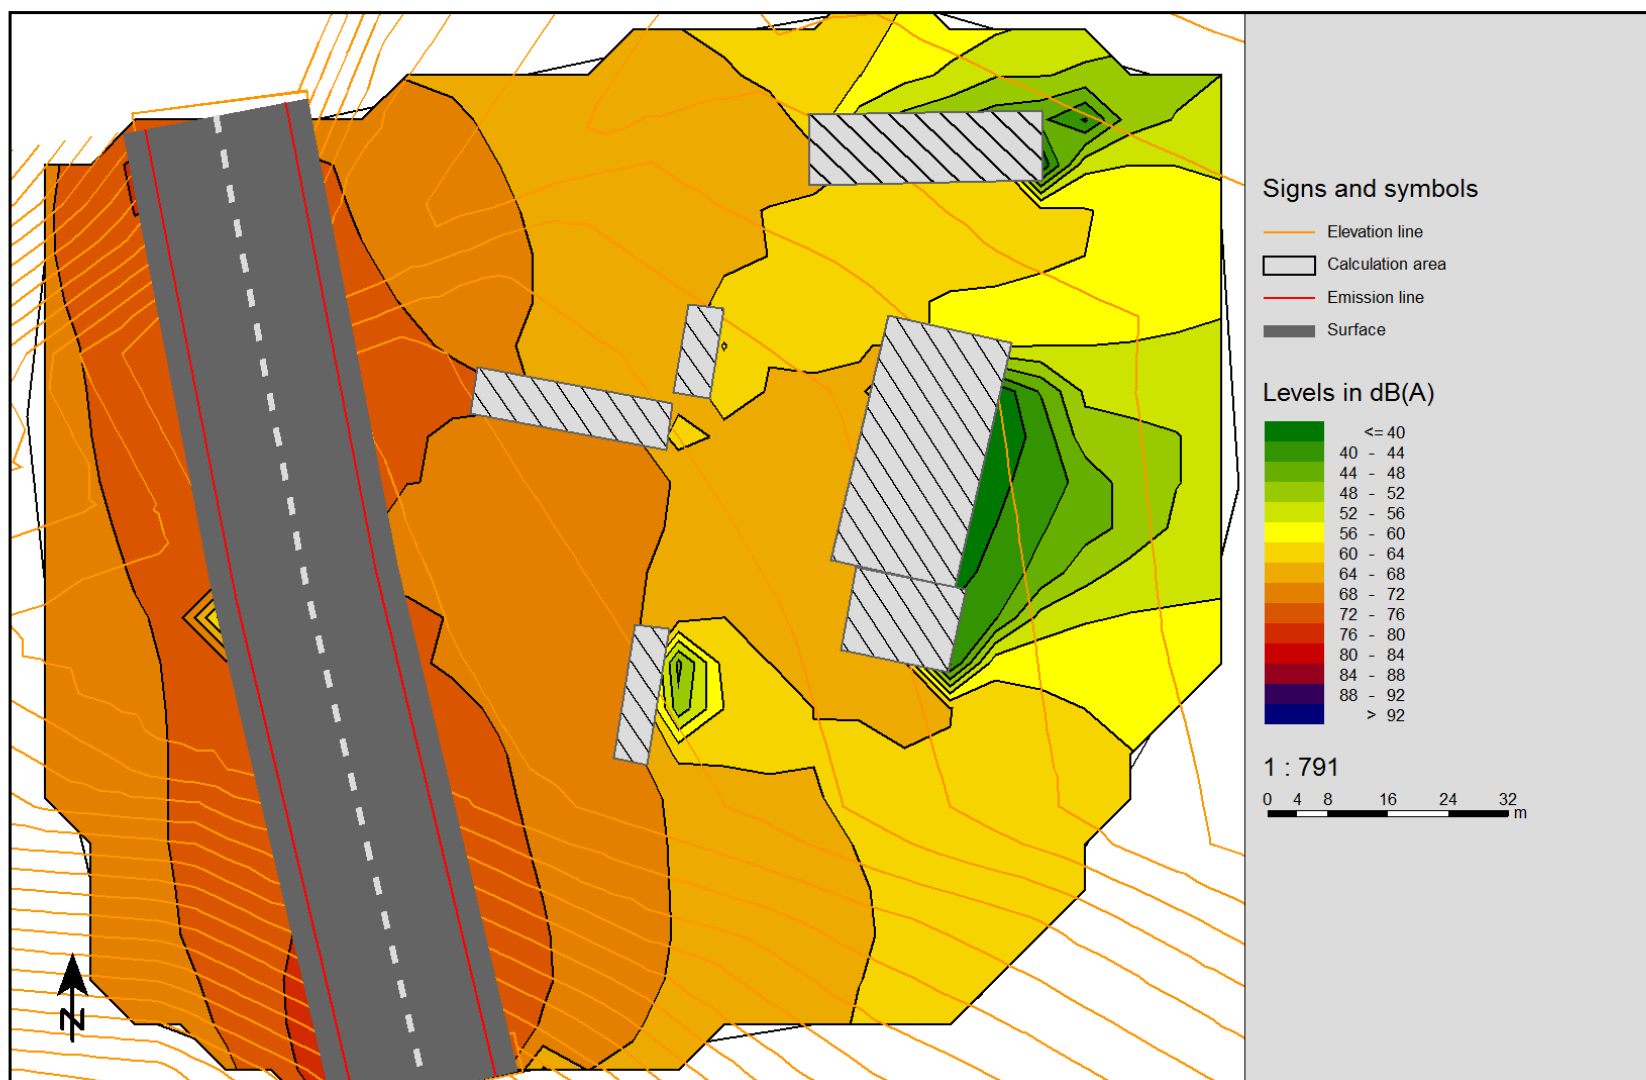 Signs and symbols
Elevation line
Calculation area
Emission line
Surface
Levels in dB(A)
<= 40
40 - 44
44 - 48
48 - 52
52 - 56
56 - 60
60 - 64
64 - 68
68 - 72
72 - 76
76 - 80
80 - 84
84 - 88
88 - 92
> 92
1 : 791
0 4 8 16 24 32
m
N